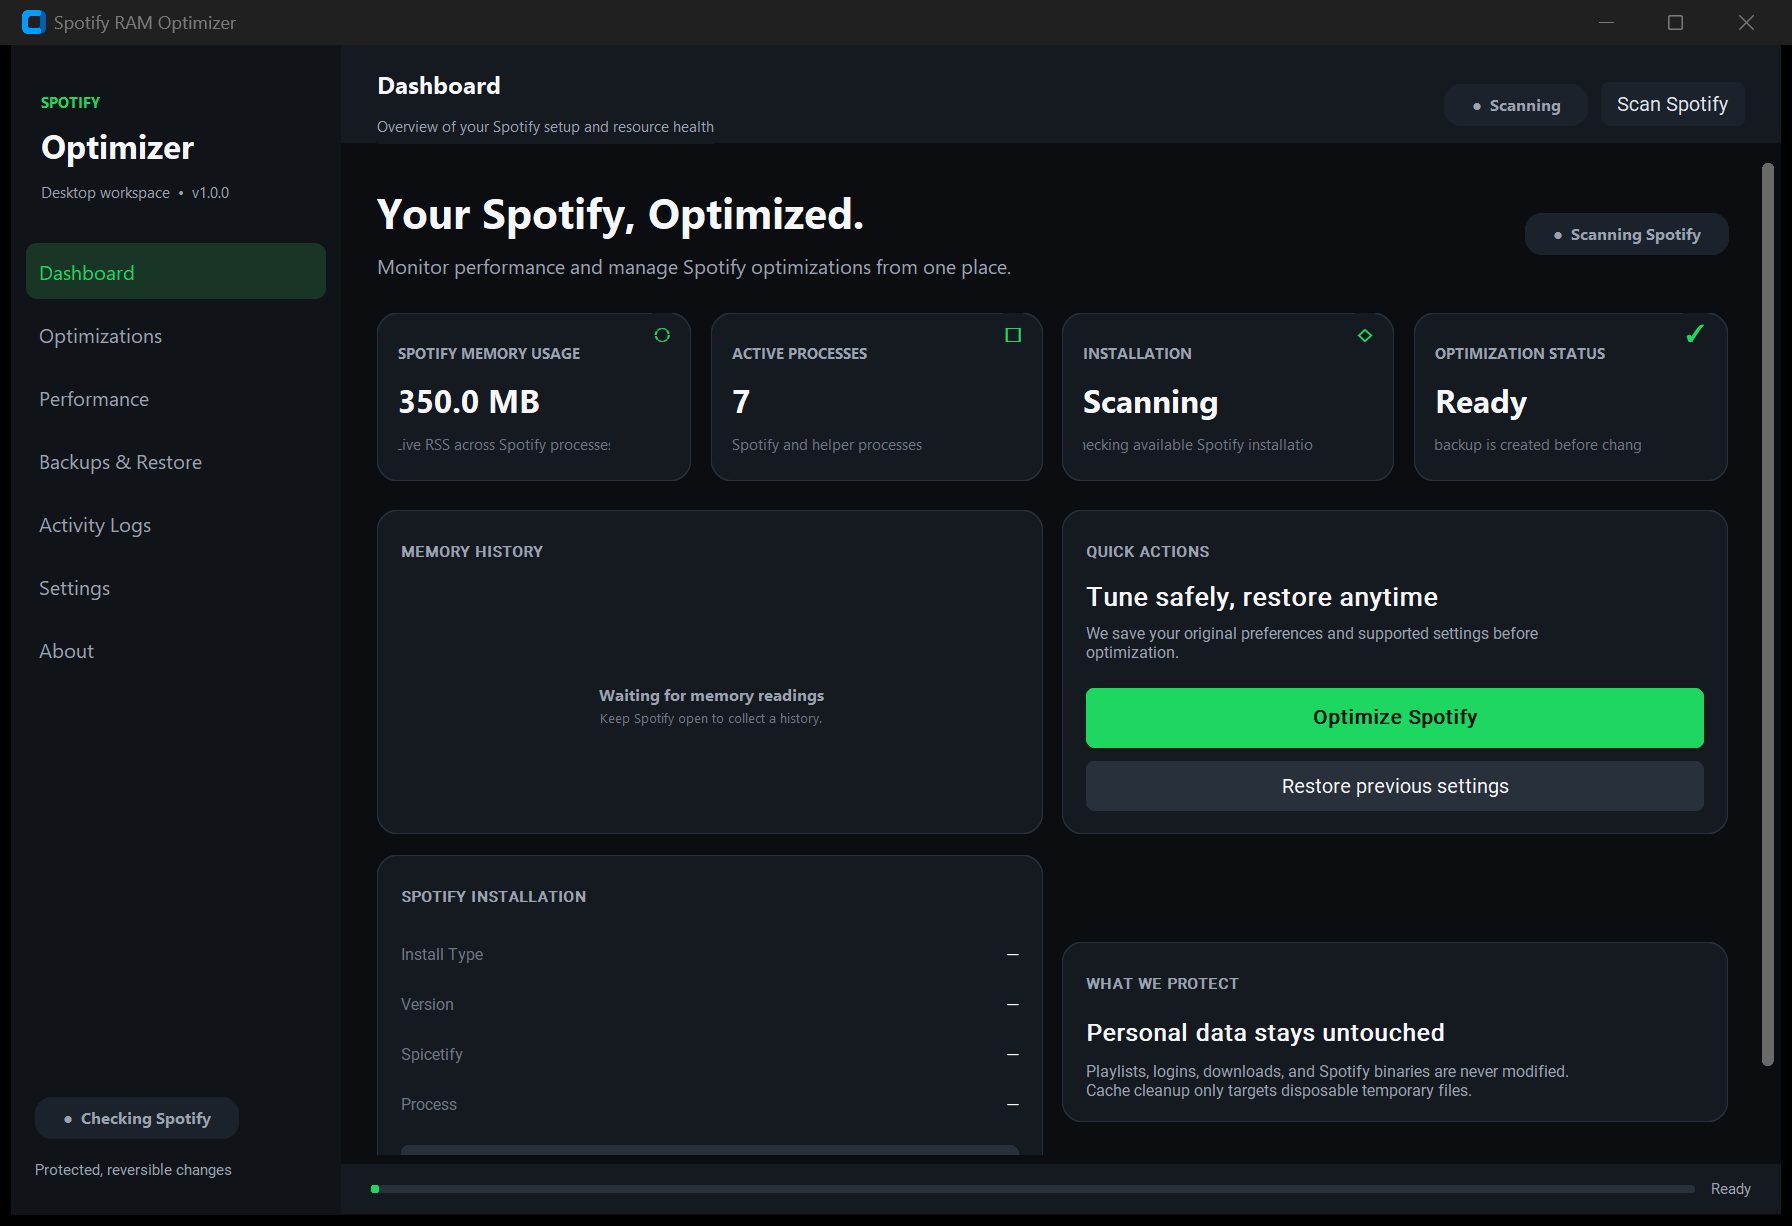 Spotify RAM Optimizer
SPOTIFY
Optimizer
Desktop workspace • v1.0.0
Dashboard
Optimizations
Performance
Backups & Restore
Activity Logs
Settings
About
● Checking Spotify
Protected, reversible changes
Dashboard
Overview of your Spotify setup and resource health
● Scanning
Scan Spotify
Your Spotify, Optimized.
Monitor performance and manage Spotify optimizations from one place.
● Scanning Spotify
SPOTIFY MEMORY USAGE
350.0 MB
Live RSS across Spotify processes
ACTIVE PROCESSES
7
Spotify and helper processes
INSTALLATION
Scanning
hecking available Spotify installatio
OPTIMIZATION STATUS
✓
Ready
backup is created before chang
MEMORY HISTORY
Waiting for memory readings
Keep Spotify open to collect a history.
QUICK ACTIONS
Tune safely, restore anytime
We save your original preferences and supported settings before
optimization.
Optimize Spotify
Restore previous settings
SPOTIFY INSTALLATION
Install Type —
Version —
Spicetify —
Process —
WHAT WE PROTECT
Personal data stays untouched
Playlists, logins, downloads, and Spotify binaries are never modified.
Cache cleanup only targets disposable temporary files.
Ready